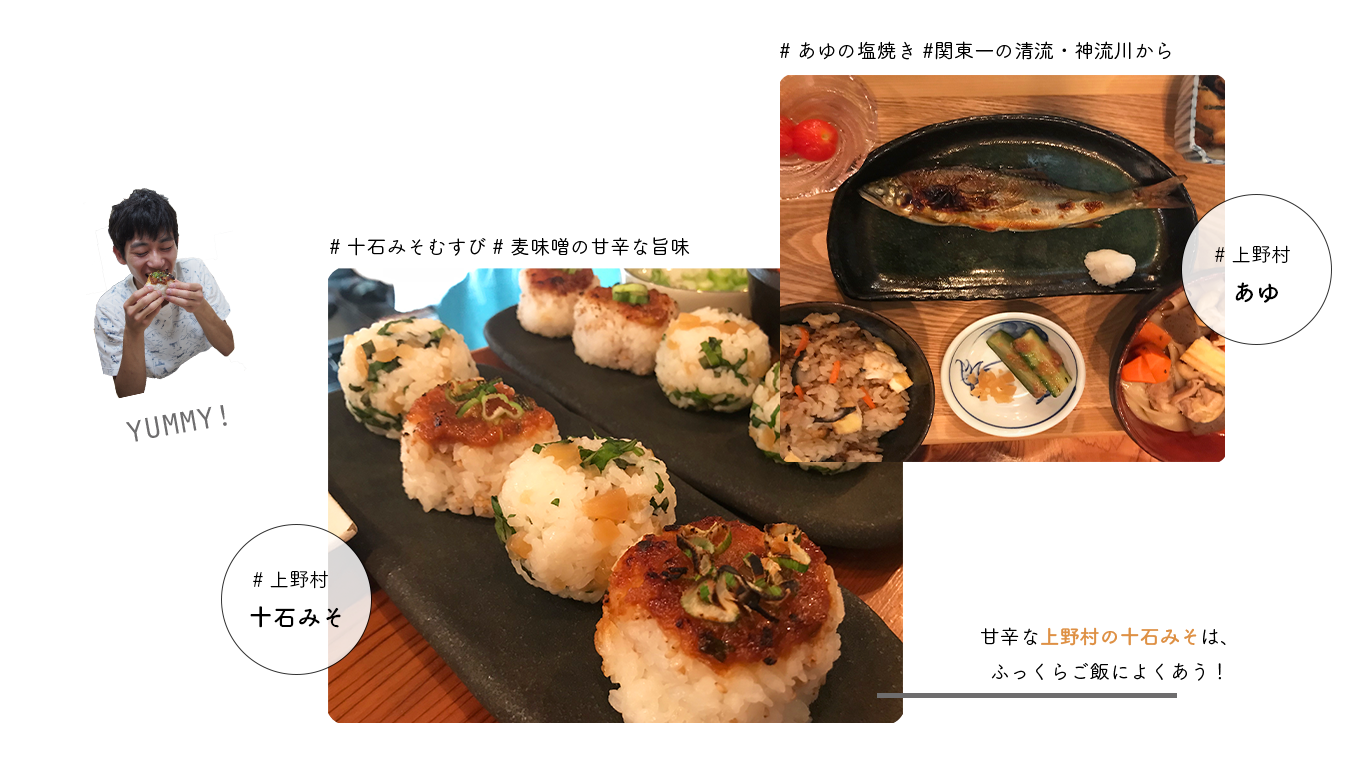 # あゆの塩焼き #関東一の清流・神流川から
# 上野村
あゆ
# 十石みそむすび # 麦味噌の甘辛な旨味
YUMMY!
# 上野村
十石みそ
甘辛な上野村の十石みそは、
ふっくらご飯によくあう！